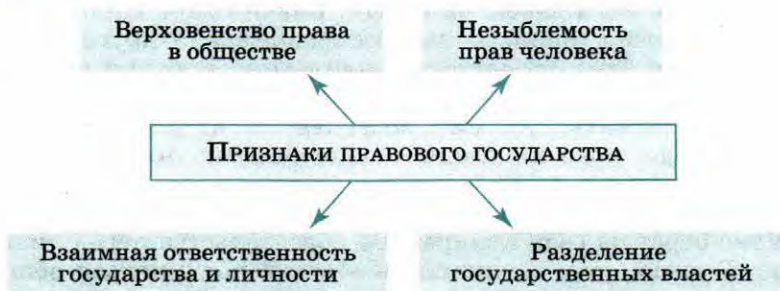 Верховенство права
в обществе
Незыблемость
прав человека
Признаки правового государства
Взаимная ответственность
государства и личности
Разделение
государственных властей